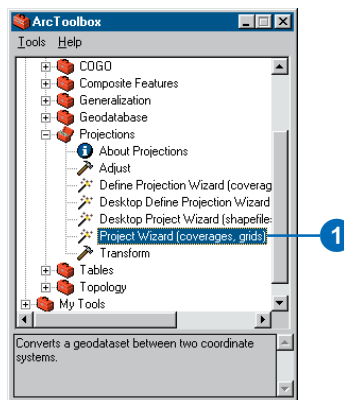 ArcToolbox
Tools Help
COGO
Composite Features
Generalization
Geodatabase
Projections
About Projections
Adjust
Define Projection Wizard (coverag
Desktop Define Projection Wizard
Desktop Project Wizard (shapefile:
Project Wizard (coverages, grids)
1
Transform
Tables
Topology
My Tools
Converts a geodataset between two coordinate
systems.